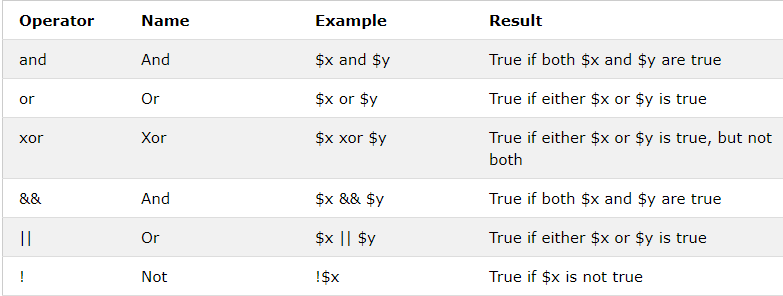 Operator Name Example Result
and And $x and $y True if both $x and $y are true
or Or $x or $y True if either $x or $y is true
xor Xor $x xor $y True if either $x or $y is true, but not
both
&& And $x && $y True if both $x and $y are true
|| Or $x || $y True if either $x or $y is true
! Not !$x True if $x is not true